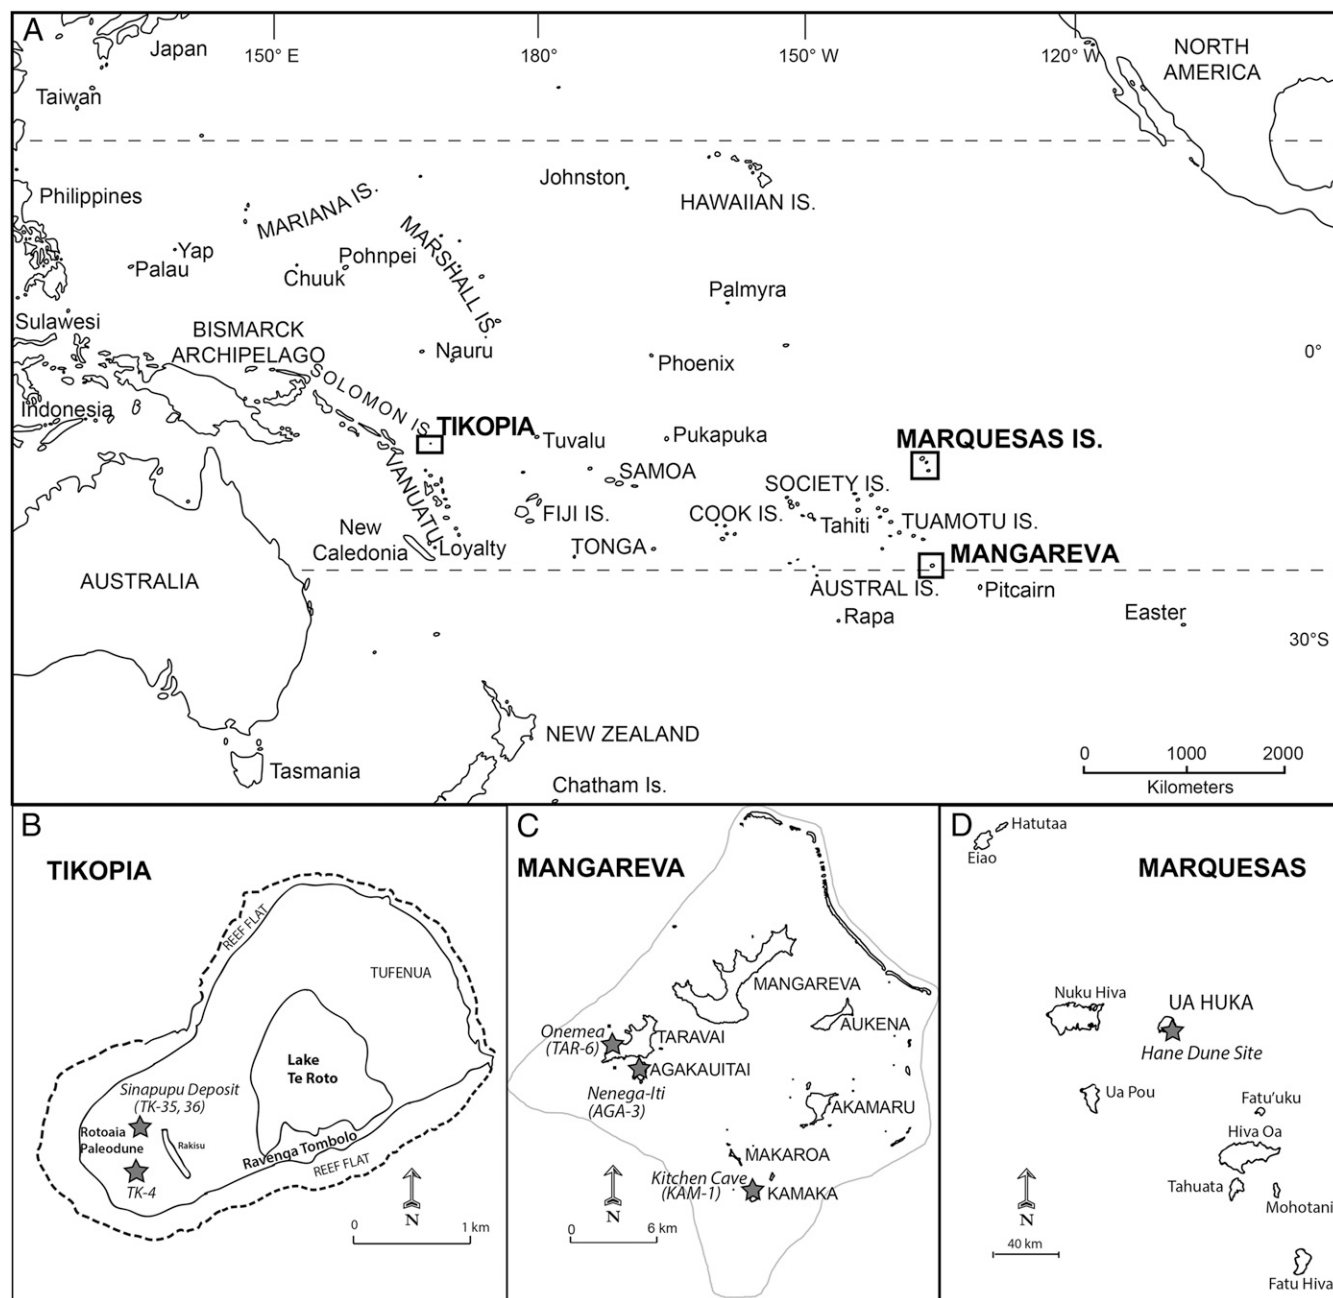 A
Japan
150° E
180°
150° W
120° W
NORTH
AMERICA
Taiwan
Philippines
MARIANA IS.
Johnston
HAWAIIAN IS.
Yap
Palau
Chuuk
Pohnpei
MARSHALL IS.
Palmyra
Sulawesi
BISMARCK
ARCHIPELAGO
Nauru
Phoenix
0°
Indonesia
SOLOMON IS.
TIKOPIA
Tuvalu
Pukapuka
MARQUESAS IS.
VANUATU
SAMOA
SOCIETY IS.
New
Caledonia
Loyalty
FIJI IS.
COOK IS.
Tahiti
TUAMOTU IS.
TONGA
MANGAREVA
AUSTRALIA
AUSTRAL IS.
Pitcairn
Rapa
Easter
30°S
NEW ZEALAND
Tasmania
Chatham Is.
0 1000 2000
Kilometers
B
TIKOPIA
REEF FLAT
TUFENUA
Lake
Te Roto
Sinapupu Deposit
(TK-35, 36)
Rotoaia
Paleodune
Rakisu
TK-4
Ravenga Tombolo
REEF FLAT
N
0 1 km
C
MANGAREVA
MANGAREVA
AUKENA
Onemea
(TAR-6)
TARAVAI
AGAKAUITAI
Nenega-Iti
(AGA-3)
AKAMARU
MAKAROA
Kitchen Cave
(KAM-1)
KAMAKA
N
0 6 km
D
MARQUESAS
Hatutaa
Eiao
Nuku Hiva
UA HUKA
Hane Dune Site
Ua Pou
Fatu'uku
Hiva Oa
Tahuata
Mohotani
N
40 km
Fatu Hiva